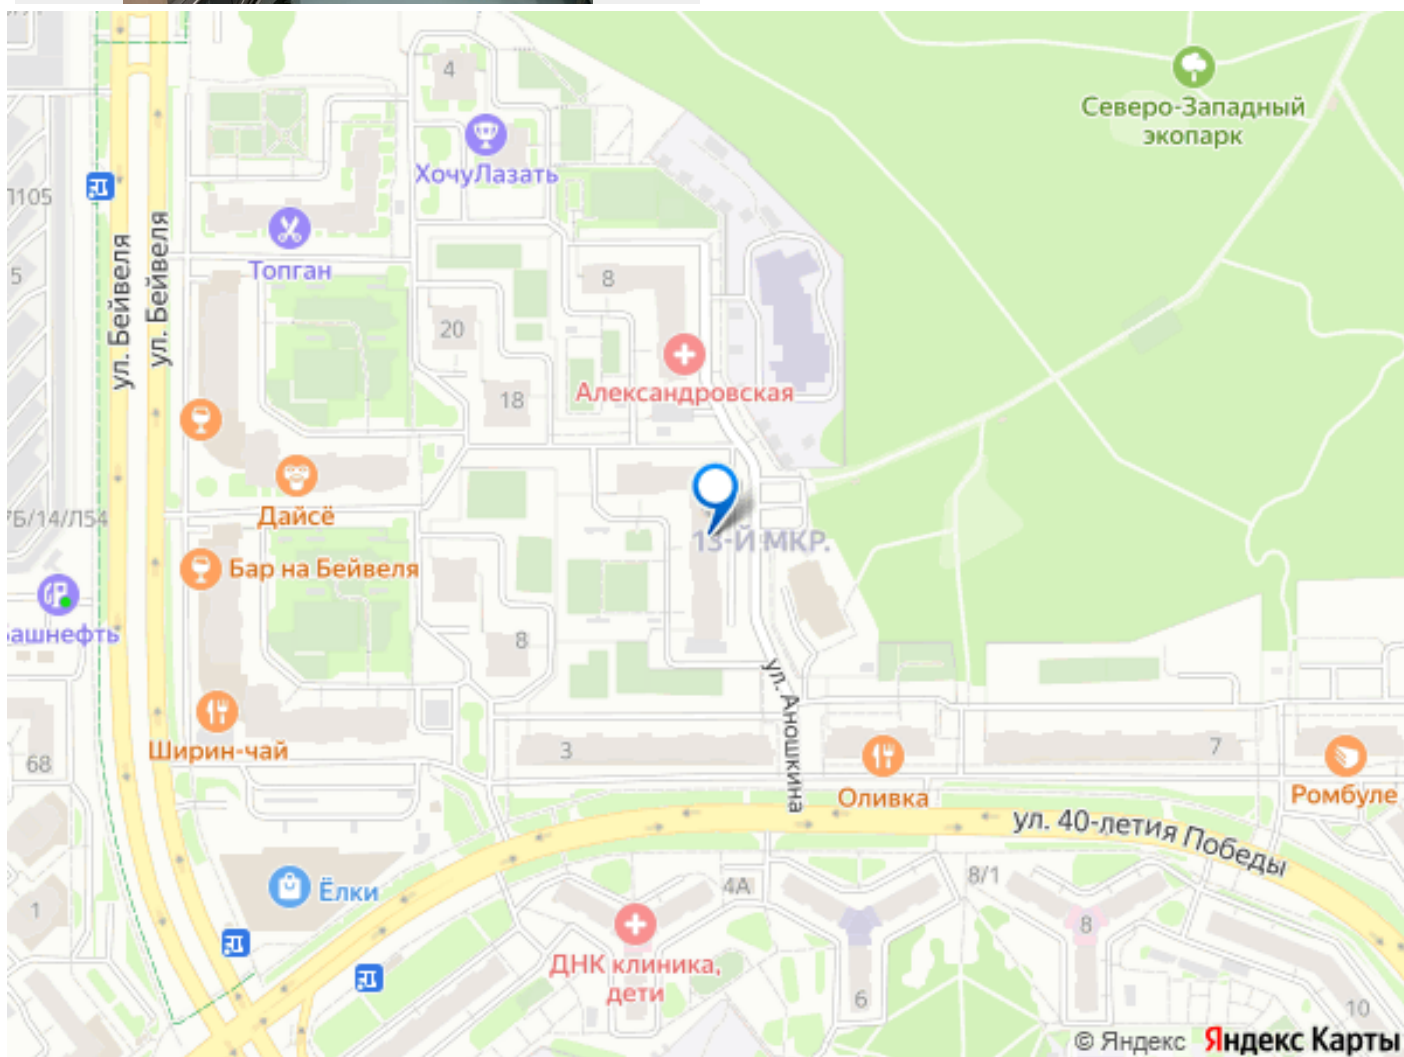 4
Северо-Западный
экопарк
ХочуЛазать
Л105
ул. Бейвеля
ул. Бейвеля
Топган
5
8
20
18
Александровская
Дайсё
7Б/14/Л54
13-Й МКР.
Бар на Бейвеля
ашнефть
8
ул. Аношкина
Ширин-чай
3
7
68
Оливка
Ромбуле
ул. 40-летия Победы
Ёлки
4А
8/1
1
8
ДНК клиника,
дети
6
10
© Яндекс Яндекс Карты